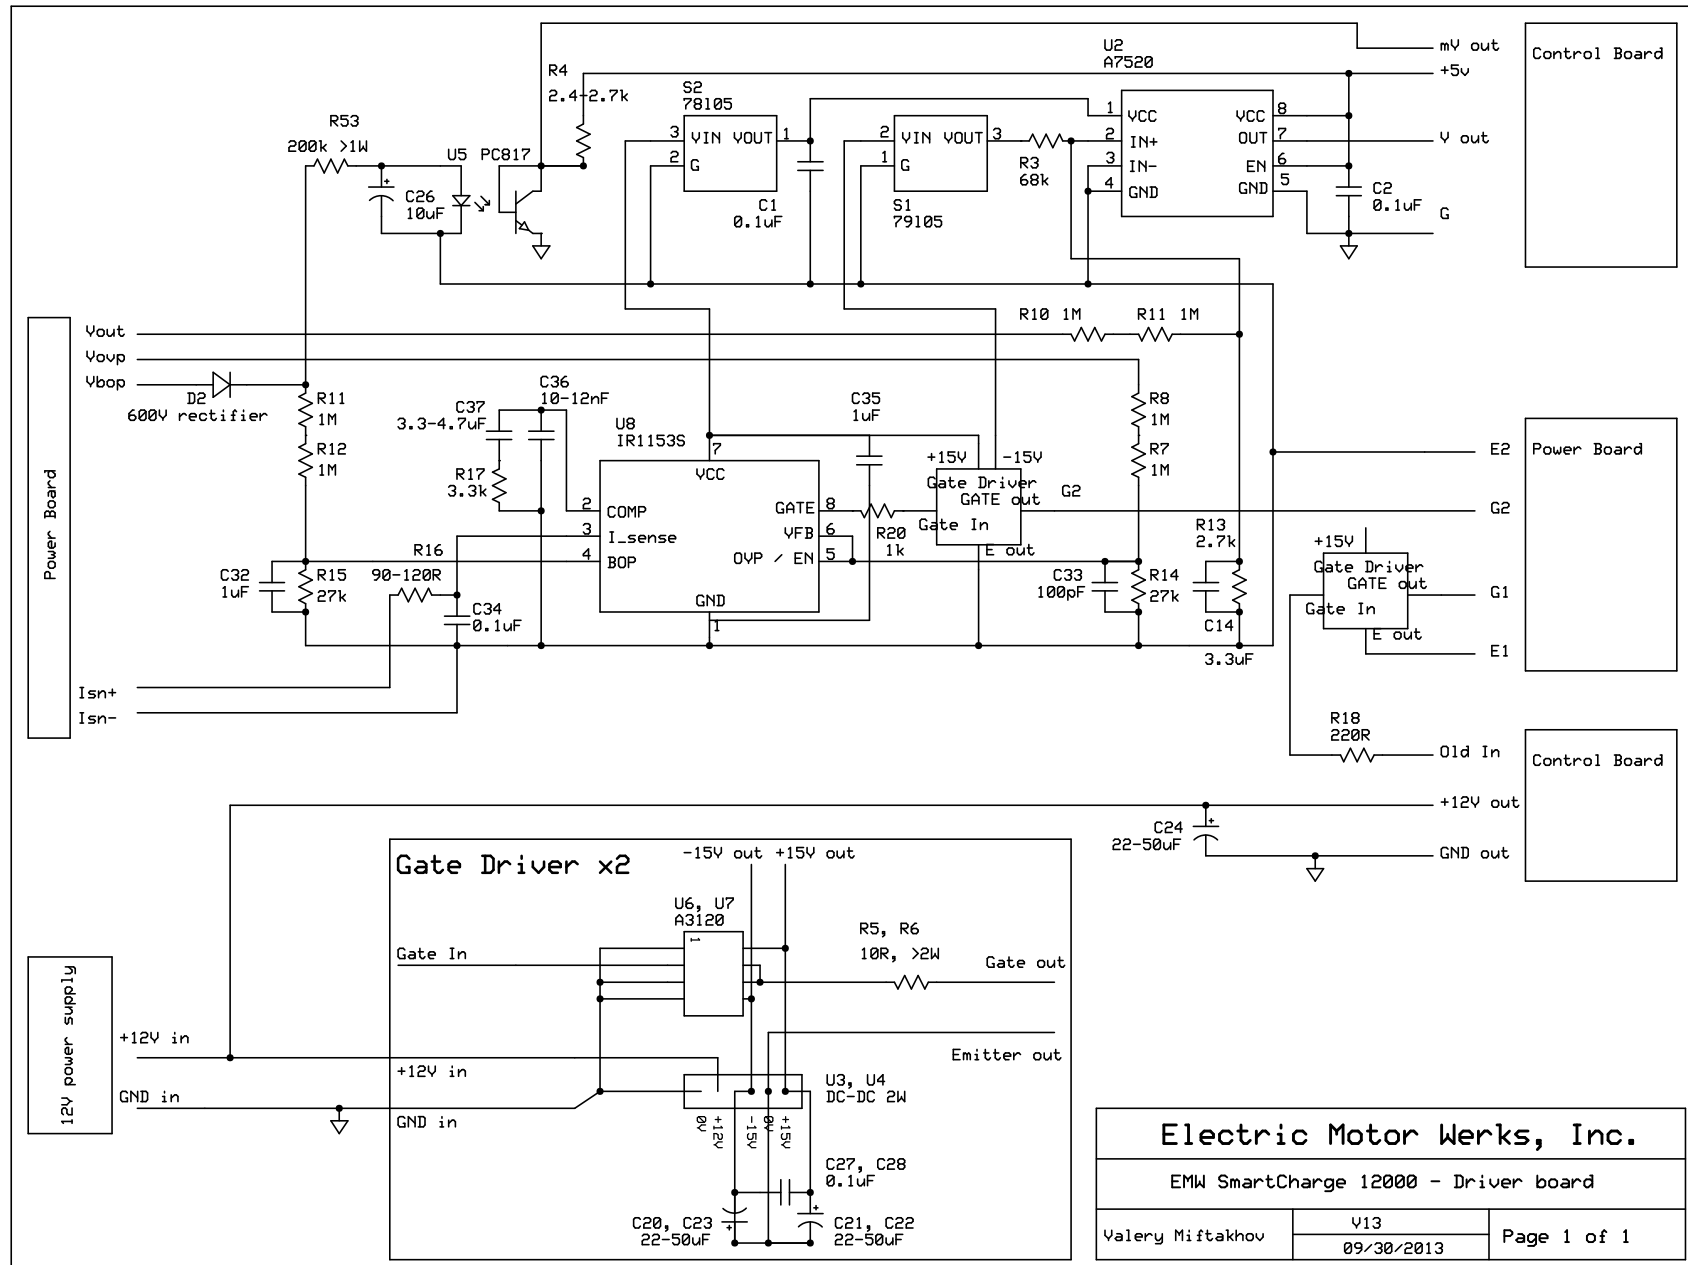 U2
A7520
mV out
+5v
Control Board
R4
2.4-2.7k
S2
78105
1
VCC
VCC
8
R53
200k >1W
U5
PC817
3
VIN
VOUT
1
2
VIN
VOUT
3
2
IN+
OUT
7
V out
2
G
1
G
R3
68k
3
IN-
EN
6
4
GND
GND
5
C26
10uF
C1
0.1uF
S1
79105
C2
0.1uF
G
Vout
R10 1M
R11 1M
Vovp
Vbop
D2
600V rectifier
R11
1M
R12
1M
C36
10-12nF
C37
3.3-4.7uF
R17
3.3k
U8
IR1153S
7
VCC
C35
1uF
R8
1M
R7
1M
+15V
-15V
Gate Driver
GATE out
Gate In
E out
G2
E2
Power Board
G2
Power Board
2
COMP
GATE
8
3
I_sense
VFB
6
4
BOP
OVP / EN
5
GND
1
R20
1k
R16
90-120R
C32
1uF
R15
27k
C34
0.1uF
C33
100pF
R14
27k
R13
2.7k
C14
3.3uF
+15V
Gate Driver
GATE out
Gate In
E out
G1
E1
Isn+
Isn-
R18
220R
Old In
Control Board
+12V out
C24
22-50uF
GND out
Gate Driver x2
-15V out
+15V out
U6, U7
A3120
1
R5, R6
10R, >2W
Gate In
Gate out
12V power supply
+12V in
+12V in
Emitter out
GND in
GND in
U3, U4
DC-DC 2W
0V
+12V
-15V
0V
+15V
C27, C28
0.1uF
C20, C23
22-50uF
C21, C22
22-50uF
Electric Motor Werks, Inc.
EMW SmartCharge 12000 - Driver board
Valery Miftakhov
V13
09/30/2013
Page 1 of 1